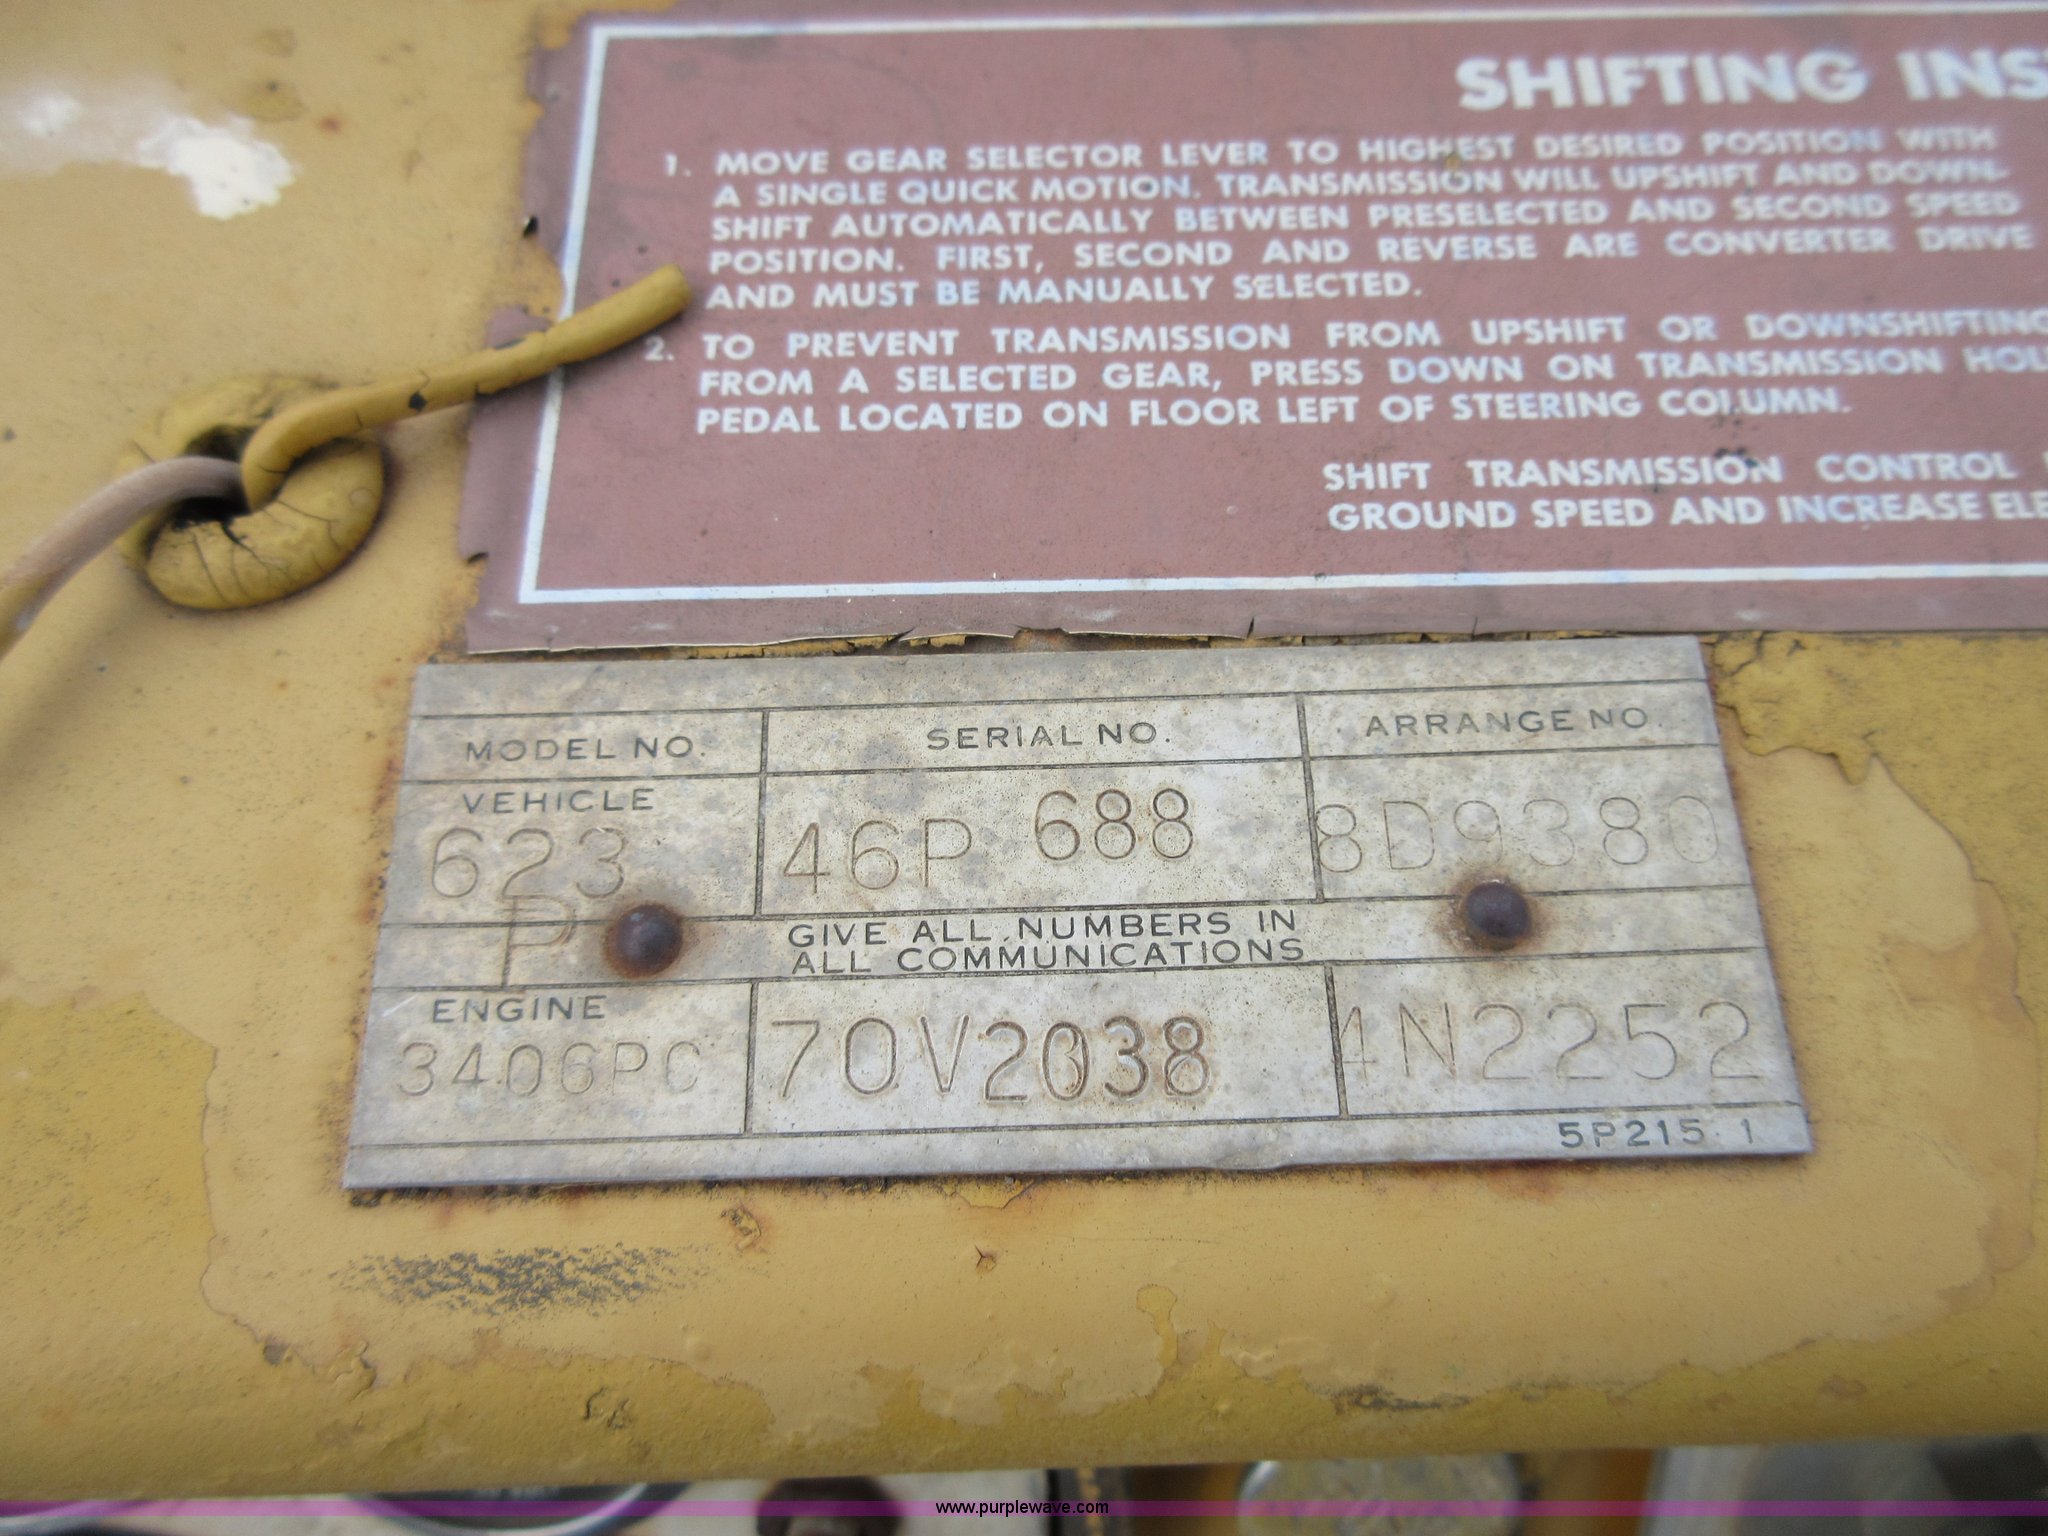 SHIFTING INS
1. MOVE GEAR SELECTOR LEVER TO HIGHEST DESIRED POSITION WITH
A SINGLE QUICK MOTION. TRANSMISSION WILL UPSHIFT AND DOWN-
SHIFT AUTOMATICALLY BETWEEN PRESELECTED AND SECOND SPEED
POSITION. FIRST, SECOND AND REVERSE ARE CONVERTER DRIVE
AND MUST BE MANUALLY SELECTED.
2. TO PREVENT TRANSMISSION FROM UPSHIFT OR DOWNSHIFTING
FROM A SELECTED GEAR, PRESS DOWN ON TRANSMISSION HOL
PEDAL LOCATED ON FLOOR LEFT OF STEERING COLUMN.
SHIFT TRANSMISSION CONTROL
GROUND SPEED AND INCREASE ELE
MODEL NO. SERIAL NO. ARRANGE NO.
VEHICLE
623 46P 688 8D9380
P
GIVE ALL NUMBERS IN
ALL COMMUNICATIONS
ENGINE
3406PC 70V2038 4N2252
5P215 1
www.purplewave.com